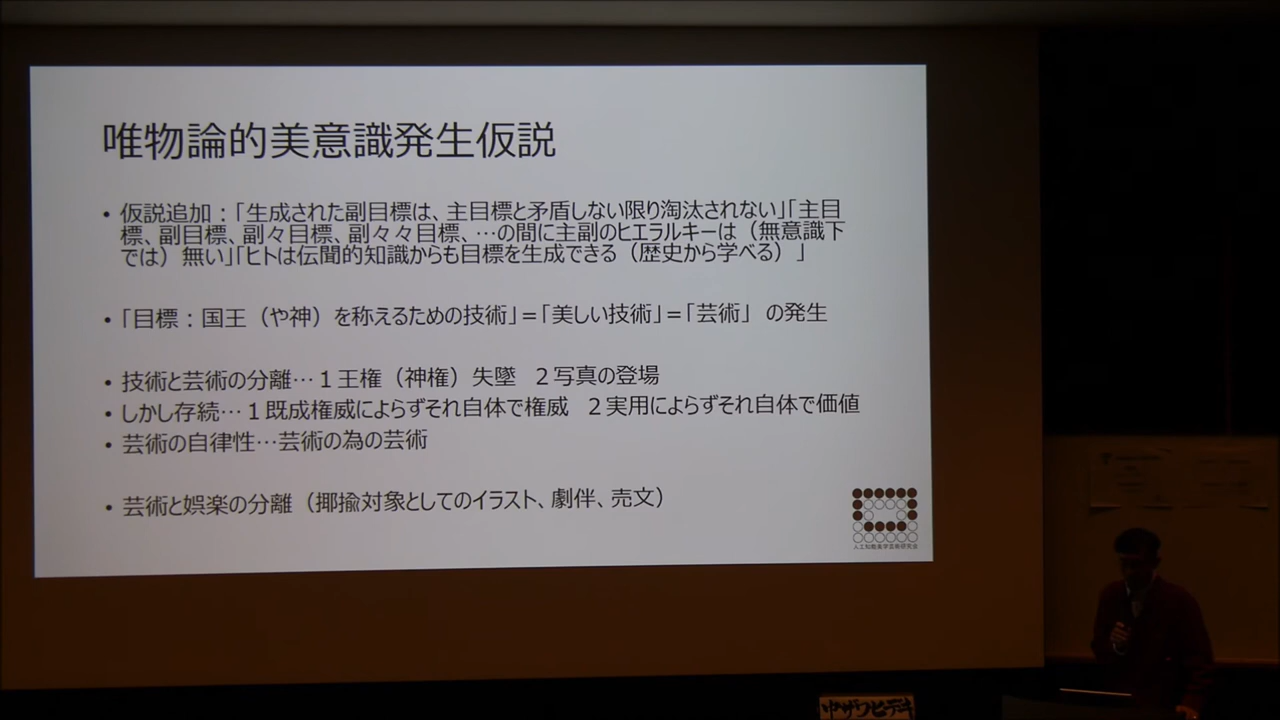 唯物論的美意識発生仮説
• 仮説追加：「生成された副目標は、主目標と矛盾しない限り淘汰されない」「主目
標、副目標、副々目標、副々々目標、…の間に主副のヒエラルキーは（無意識下
では）無い」「ヒトは伝聞的知識からも目標を生成できる（歴史から学べる）」
• 「目標：国王（や神）を称えるための技術」＝「美しい技術」＝「芸術」 の発生
• 技術と芸術の分離…１王権（神権）失墜 ２写真の登場
• しかし存続…１既成権威によらずそれ自体で権威 ２実用によらずそれ自体で価値
• 芸術の自律性…芸術の為の芸術
• 芸術と娯楽の分離（揶揄対象としてのイラスト、劇伴、売文）
人工知能美学芸術研究会
中ザワヒデキ